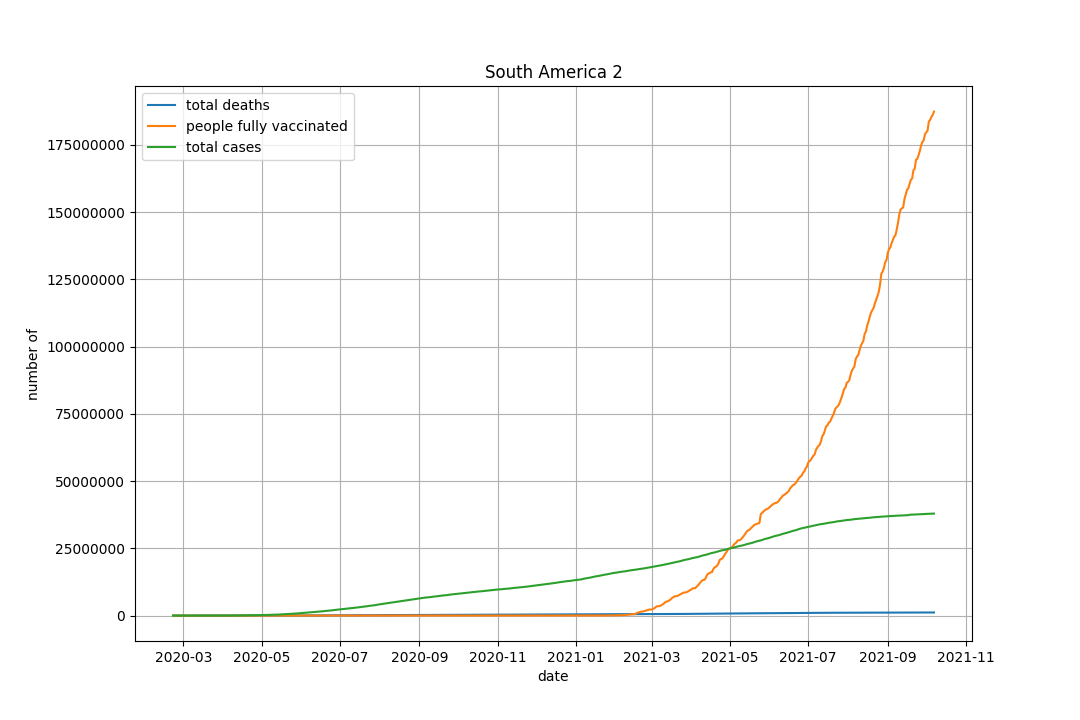 South America 2
total deaths
people fully vaccinated
total cases
175000000
150000000
125000000
100000000
75000000
50000000
25000000
0
number of
2020-03 2020-05 2020-07 2020-09 2020-11 2021-01 2021-03 2021-05 2021-07 2021-09 2021-11
date